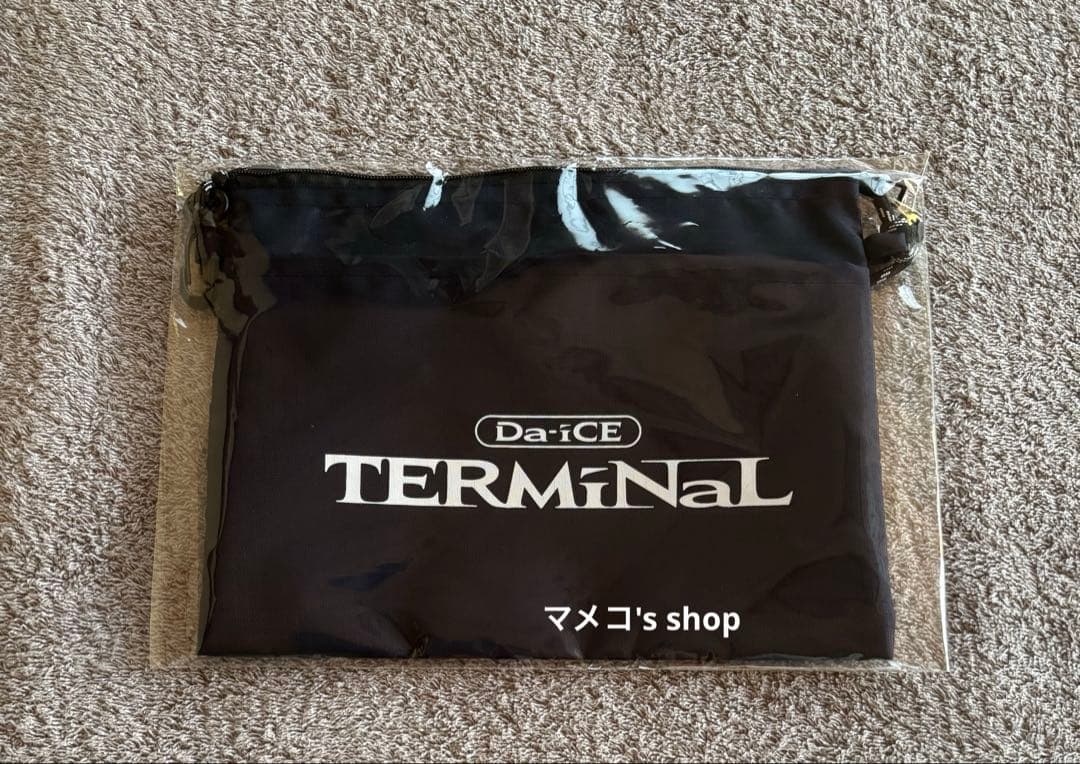 Da-iCE
TERMiNaL
マメコ's shop